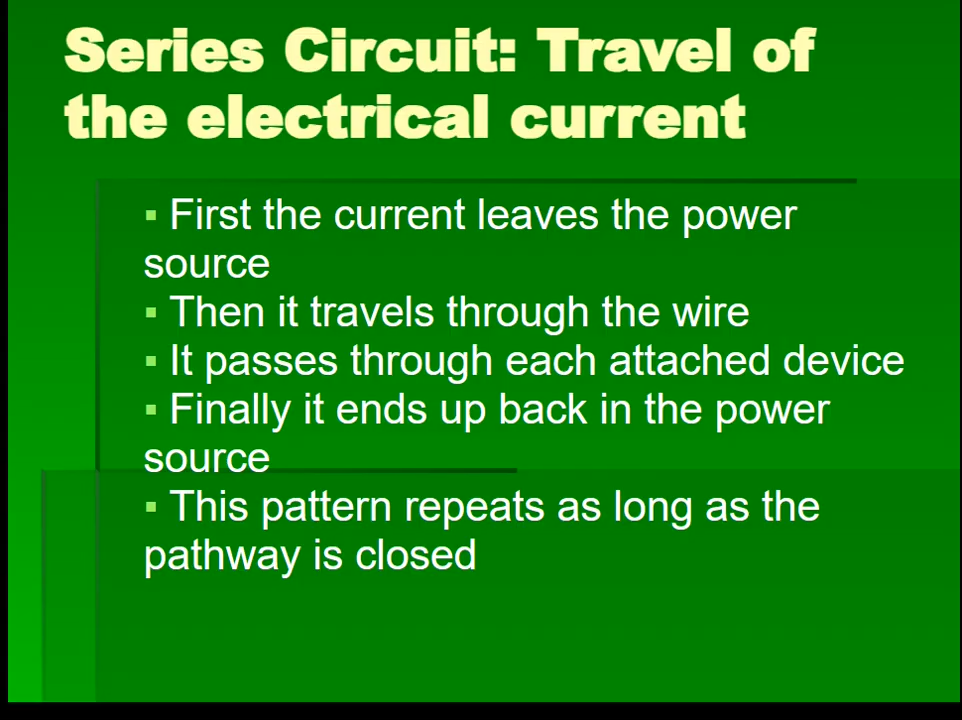 Series Circuit: Travel of
the electrical current
▪ First the current leaves the power
source
▪ Then it travels through the wire
▪ It passes through each attached device
▪ Finally it ends up back in the power
source
▪ This pattern repeats as long as the
pathway is closed